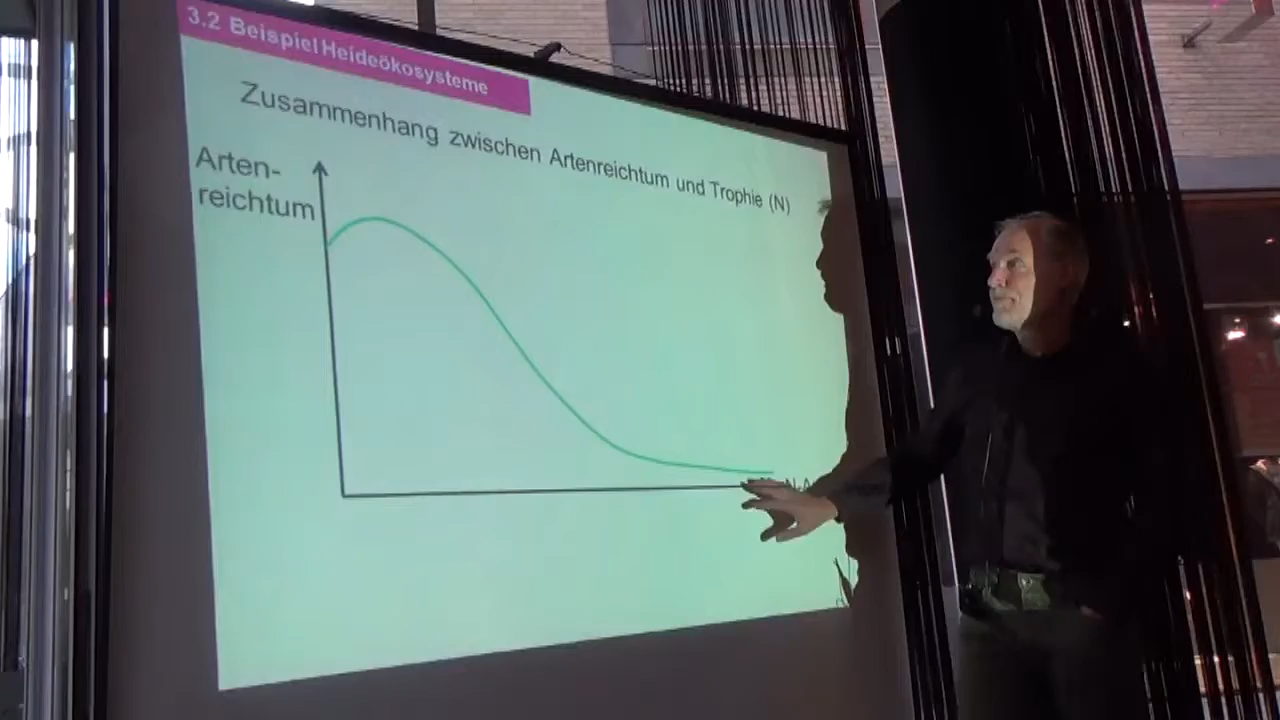 3.2 Beispiel Heideökosysteme
Zusammenhang zwischen Artenreichtum und Trophie (N)
Arten-
reichtum